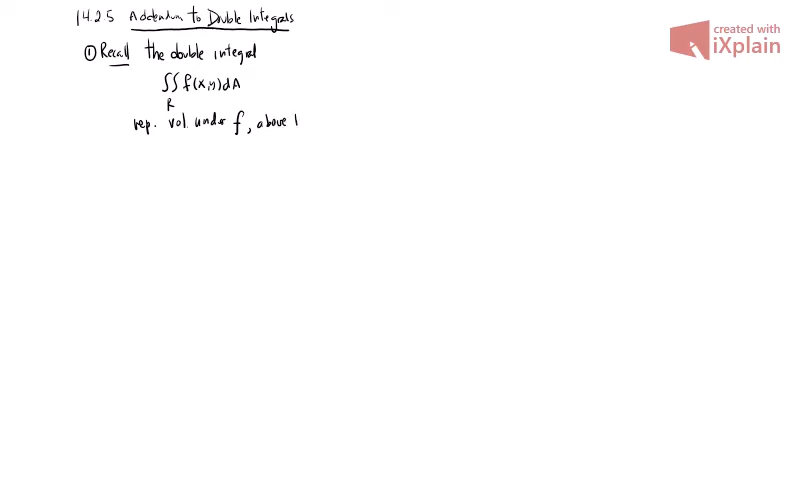 14.2.5 Addendum to Double Integrals
① Recall the double integral
∬ f(x,y)dA
R
rep. vol. under f, above
created with
iXplain